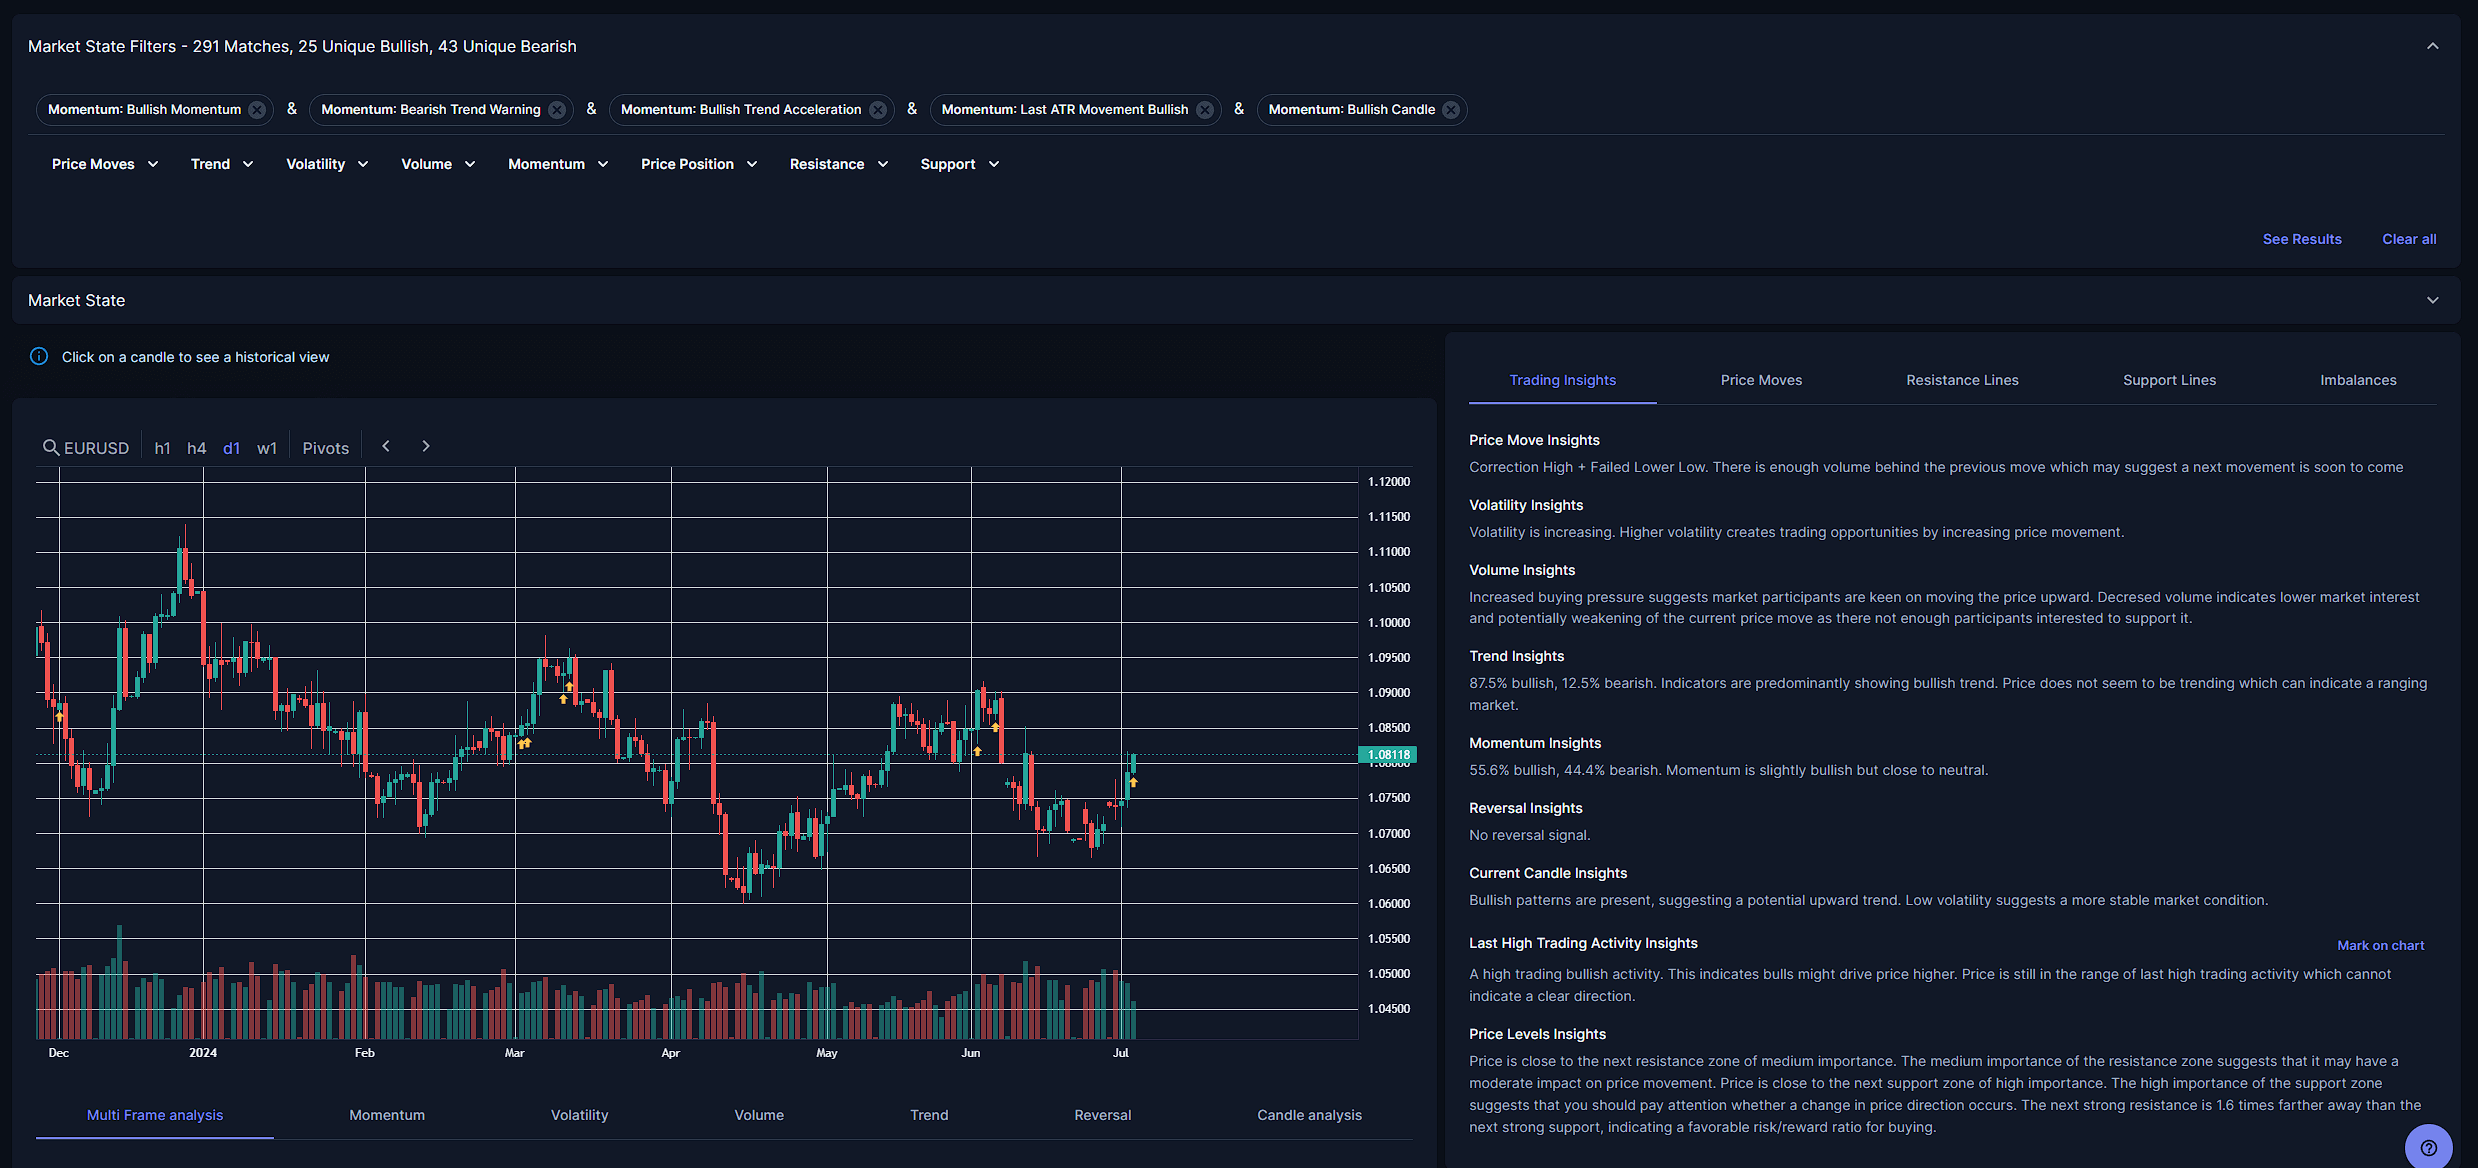 Market State Filters - 291 Matches, 25 Unique Bullish, 43 Unique Bearish
Momentum: Bullish Momentum & Momentum: Bearish Trend Warning & Momentum: Bullish Trend Acceleration & Momentum: Last ATR Movement Bullish & Momentum: Bullish Candle
Price Moves Trend Volatility Volume Momentum Price Position Resistance Support
See Results Clear all
Market State
Click on a candle to see a historical view
EURUSD h1 h4 d1 w1 Pivots
1.12000
1.11500
1.11000
1.10500
1.10000
1.09500
1.09000
1.08500
1.08118
1.08000
1.07500
1.07000
1.06500
1.06000
1.05500
1.05000
1.04500
Dec 2024 Feb Mar Apr May Jun Jul
Multi Frame analysis Momentum Volatility Volume Trend Reversal Candle analysis
Trading Insights Price Moves Resistance Lines Support Lines Imbalances
Price Move Insights
Correction High + Failed Lower Low. There is enough volume behind the previous move which may suggest a next movement is soon to come
Volatility Insights
Volatility is increasing. Higher volatility creates trading opportunities by increasing price movement.
Volume Insights
Increased buying pressure suggests market participants are keen on moving the price upward. Decresed volume indicates lower market interest
and potentially weakening of the current price move as there not enough participants interested to support it.
Trend Insights
87.5% bullish, 12.5% bearish. Indicators are predominantly showing bullish trend. Price does not seem to be trending which can indicate a ranging
market.
Momentum Insights
55.6% bullish, 44.4% bearish. Momentum is slightly bullish but close to neutral.
Reversal Insights
No reversal signal.
Current Candle Insights
Bullish patterns are present, suggesting a potential upward trend. Low volatility suggests a more stable market condition.
Last High Trading Activity Insights Mark on chart
A high trading bullish activity. This indicates bulls might drive price higher. Price is still in the range of last high trading activity which cannot
indicate a clear direction.
Price Levels Insights
Price is close to the next resistance zone of medium importance. The medium importance of the resistance zone suggests that it may have a
moderate impact on price movement. Price is close to the next support zone of high importance. The high importance of the support zone
suggests that you should pay attention whether a change in price direction occurs. The next strong resistance is 1.6 times farther away than the
next strong support, indicating a favorable risk/reward ratio for buying.